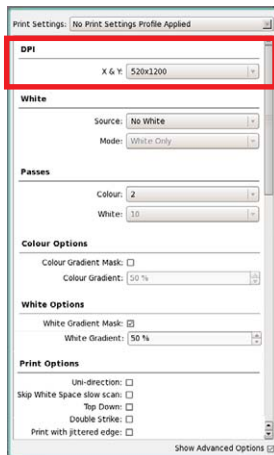 Print Settings: No Print Settings Profile Applied
DPI
X & Y: 520x1200
White
Source: No White
Mode: White Only
Passes
Colour: 2
White: 10
Colour Options
Colour Gradient Mask:
Colour Gradient: 50 %
White Options
White Gradient Mask:
White Gradient: 50 %
Print Options
Uni-direction:
Skip White Space slow scan:
Top Down:
Double Strike:
Print with jittered edge:
Show Advanced Options